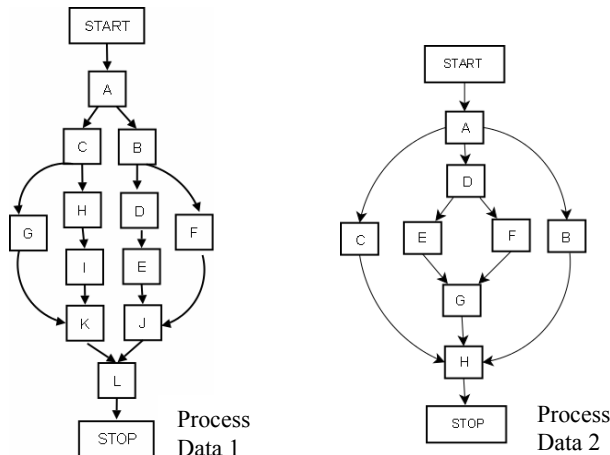 START
A
C B
H D
G F
I E
K J
L
STOP
Process
Data 1
START
A
D
C E F B
G
H
STOP
Process
Data 2